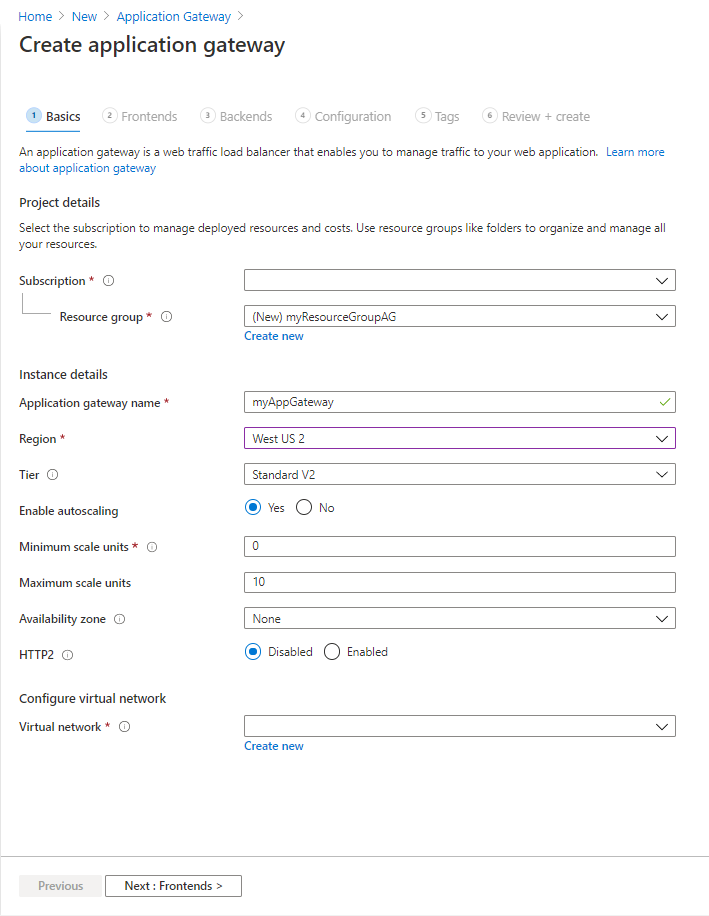 Home > New > Application Gateway >
Create application gateway
1 Basics 2 Frontends 3 Backends 4 Configuration 5 Tags 6 Review + create
An application gateway is a web traffic load balancer that enables you to manage traffic to your web application. Learn more
about application gateway
Project details
Select the subscription to manage deployed resources and costs. Use resource groups like folders to organize and manage all
your resources.
Subscription *
Resource group * (New) myResourceGroupAG
Create new
Instance details
Application gateway name * myAppGateway
Region * West US 2
Tier Standard V2
Enable autoscaling Yes No
Minimum scale units * 0
Maximum scale units 10
Availability zone None
HTTP2 Disabled Enabled
Configure virtual network
Virtual network *
Create new
Previous Next : Frontends >